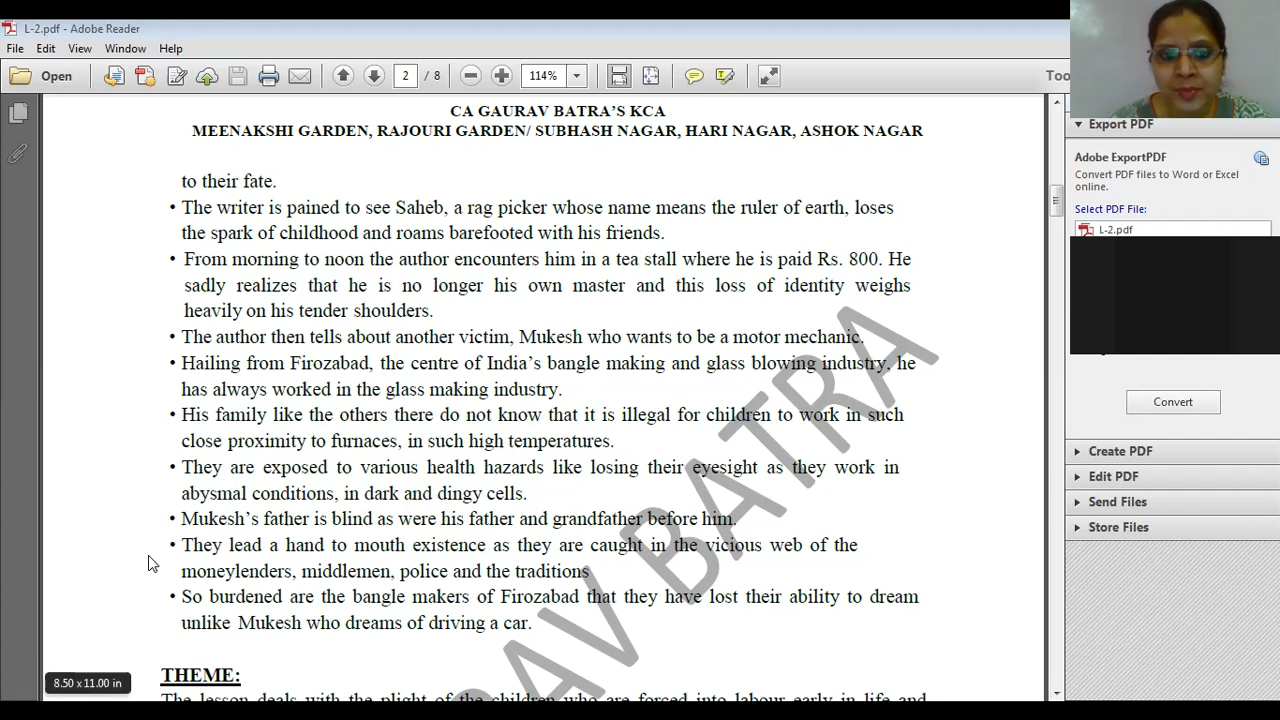 L-2.pdf - Adobe Reader
File Edit View Window Help
Open 2 / 8 114% Too
CA GAURAV BATRA'S KCA
MEENAKSHI GARDEN, RAJOURI GARDEN/ SUBHASH NAGAR, HARI NAGAR, ASHOK NAGAR
to their fate.
• The writer is pained to see Saheb, a rag picker whose name means the ruler of earth, loses
the spark of childhood and roams barefooted with his friends.
• From morning to noon the author encounters him in a tea stall where he is paid Rs. 800. He
sadly realizes that he is no longer his own master and this loss of identity weighs
heavily on his tender shoulders.
• The author then tells about another victim, Mukesh who wants to be a motor mechanic.
• Hailing from Firozabad, the centre of India's bangle making and glass blowing industry, he
has always worked in the glass making industry.
• His family like the others there do not know that it is illegal for children to work in such
close proximity to furnaces, in such high temperatures.
• They are exposed to various health hazards like losing their eyesight as they work in
abysmal conditions, in dark and dingy cells.
• Mukesh's father is blind as were his father and grandfather before him.
• They lead a hand to mouth existence as they are caught in the vicious web of the
moneylenders, middlemen, police and the traditions
• So burdened are the bangle makers of Firozabad that they have lost their ability to dream
unlike Mukesh who dreams of driving a car.
THEME:
The lesson deals with the plight of the children who are forced into labour early in life and
AV BATRA
8.50 x 11.00 in
Export PDF
Adobe ExportPDF
Convert PDF files to Word or Excel
online.
Select PDF File:
L-2.pdf
Convert
Create PDF
Edit PDF
Send Files
Store Files